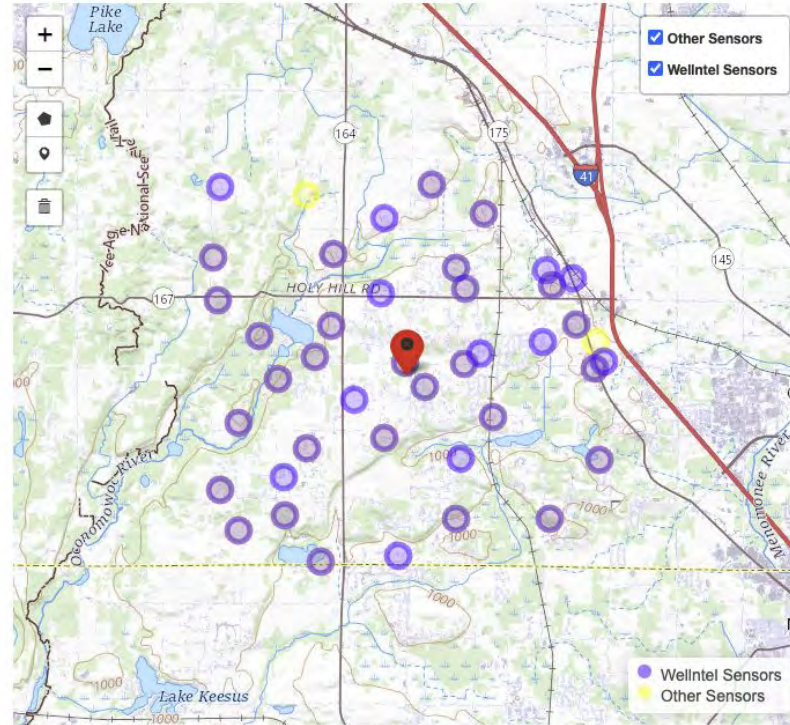 Pike
Lake
+
−
Other Sensors
Wellntel Sensors
164
175
41
145
167
HOLY HILL RD
Oconomowoc River
1000
1000
1000
1000
1000
Menomonee River
Lake Keesus
Wellntel Sensors
Other Sensors